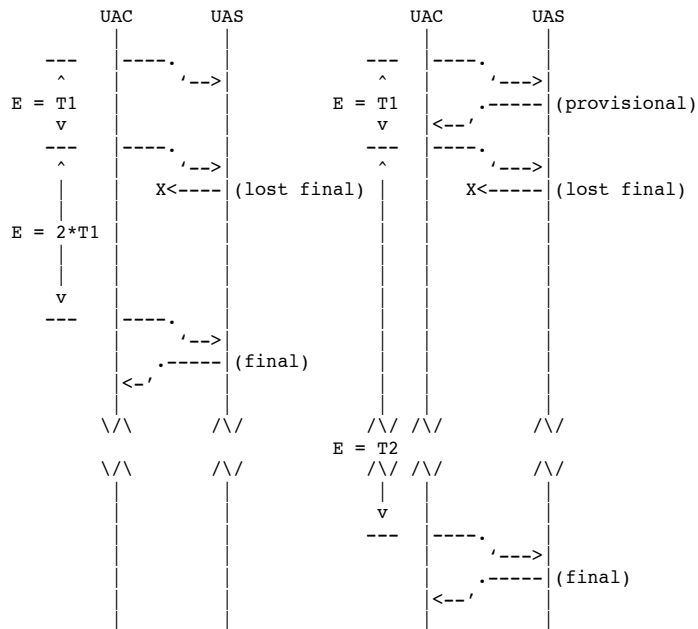 UAC UAS UAC UAS
E = T1 E = T1 (provisional)
(lost final) (lost final)
E = 2*T1
(final)
E = T2
(final)